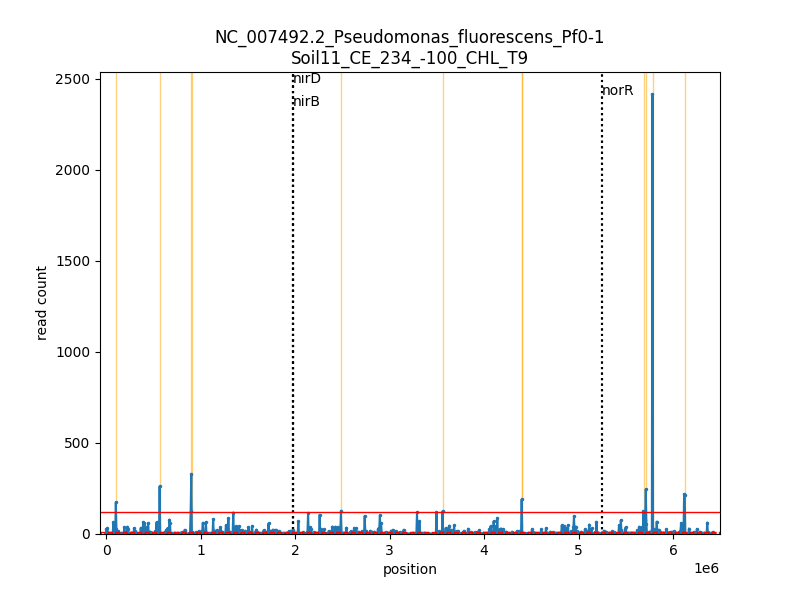 NC_007492.2_Pseudomonas_fluorescens_Pf0-1
Soil11_CE_234_-100_CHL_T9
nirD
nirB
norR
2500
2000
1500
1000
500
0
read count
0 1 2 3 4 5 6
1e6
position